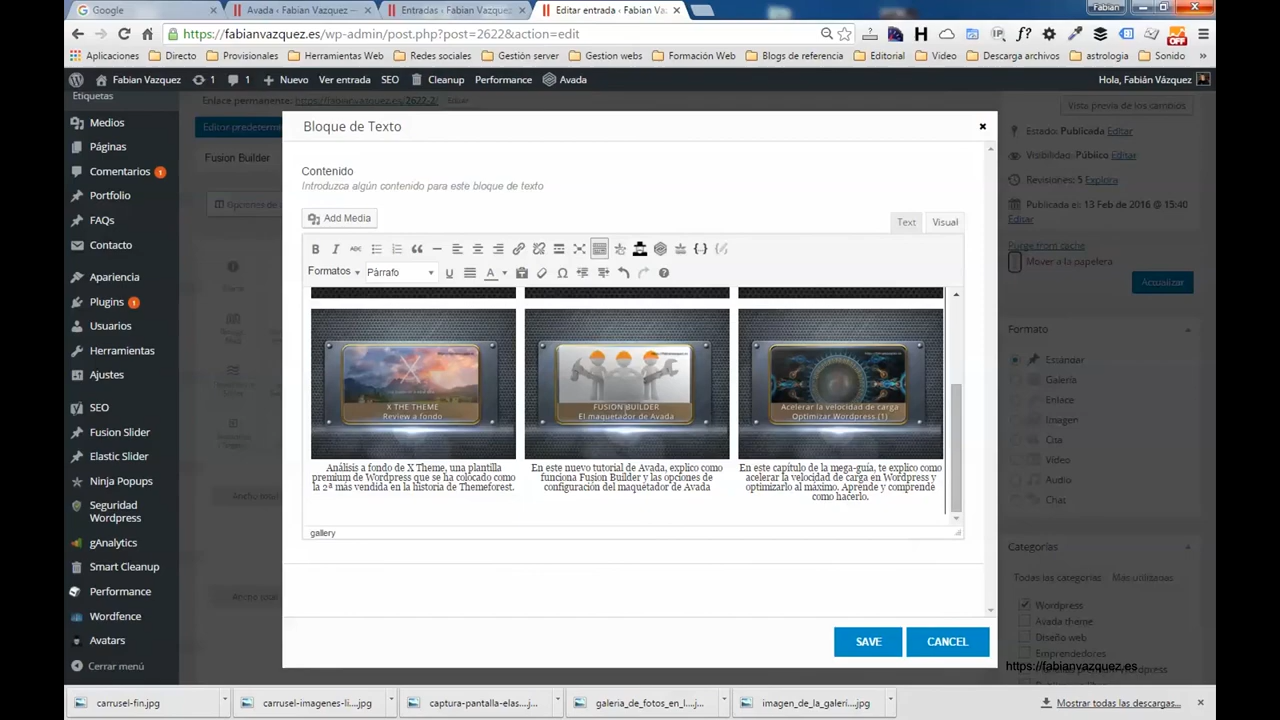 Google
Avada ‹ Fabian Vazquez —
Entradas ‹ Fabian Vazquez
Editar entrada ‹ Fabian Va
Fabian
https://fabianvazquez.es/wp-admin/post.php?post=2622&action=edit
Aplicaciones Directo Provisionales Herramientas Web Redes sociales Gestión server Gestion webs Formación Web Blogs de referencia Editorial Video Descarga archivos astrologia Sonido
Fabian Vazquez 1 1 Nuevo Ver entrada SEO Cleanup Performance Avada Hola, Fabián Vázquez
Etiquetas
Medios
Páginas
Comentarios 1
Portfolio
FAQs
Contacto
Apariencia
Plugins 1
Usuarios
Herramientas
Ajustes
SEO
Fusion Slider
Elastic Slider
Ninja Popups
Seguridad
Wordpress
gAnalytics
Smart Cleanup
Performance
Wordfence
Avatars
Cerrar menú
Enlace permanente: https://fabianvazquez.es/2622-2/ Editar
Editor predeterm
Fusion Builder
Opciones de
Bloque de Texto
Contenido
Introduzca algún contenido para este bloque de texto
Add Media
Text Visual
Formatos Párrafo
X THE THEME
Review a fondo
FUSION BUILDER
El maquetador de Avada
Acelerar la velocidad de carga
Optimizar Wordpress (1)
Análisis a fondo de X Theme, una plantilla
premium de Wordpress que se ha colocado como
la 2ª más vendida en la historia de Themeforest.
En este nuevo tutorial de Avada, explico como
funciona Fusion Builder y las opciones de
configuración del maquetador de Avada
En este capítulo de la mega-guía, te explico como
acelerar la velocidad de carga en Wordpress y
optimizarlo al máximo. Aprende y comprende
como hacerlo.
gallery
SAVE CANCEL
Vista previa de los cambios
Estado: Publicada Editar
Visibilidad: Público Editar
Revisiones: 5 Explora
Publicada el: 13 Feb de 2016 @ 15:40
Editar
Purge from cache
Mover a la papelera
Actualizar
Formato
Estándar
Galería
Enlace
Imagen
Cita
Vídeo
Audio
Chat
Categorías
Todas las categorías Más utilizadas
Wordpress
Avada theme
Diseño web
Emprendedores
https://fabianvazquez.es
carrusel-fin.jpg
carrusel-imagenes-li....jpg
captura-pantalla-elas....jpg
galeria_de_fotos_en_l....jpg
imagen_de_la_galeri....jpg
Mostrar todas las descargas...